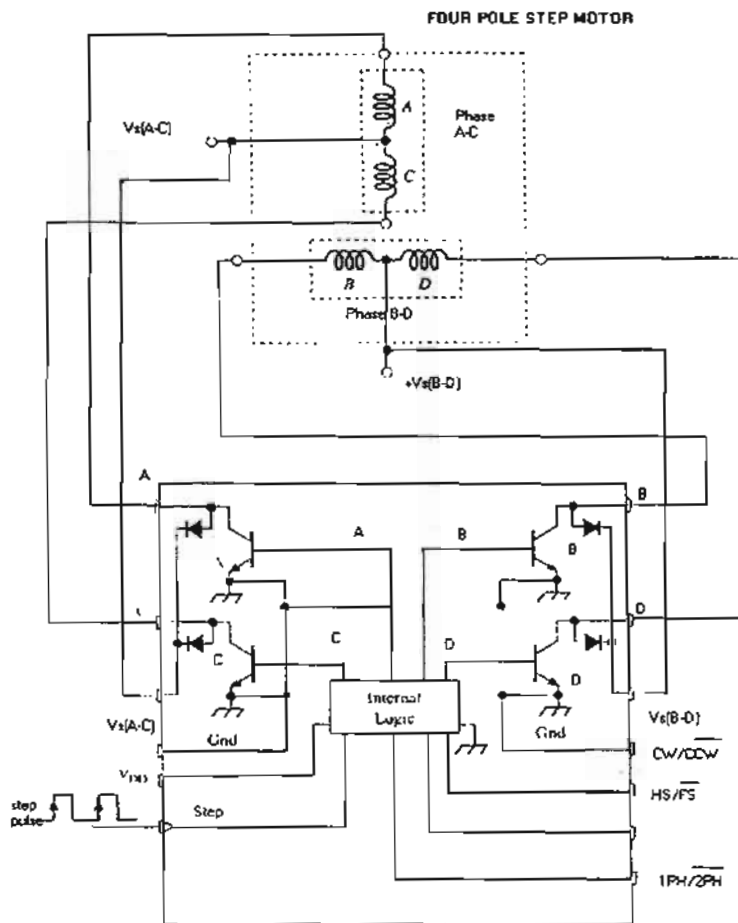 FOUR POLE STEP MOTOR
A
Phase
A-C
Vs(A-C)
C
B
D
Phase B-D
+Vs(B-D)
A
B
A
B
B
C
D
D
C
D
D
Internal
Logic
Vs(A-C)
Gnd
Gnd
Vs(B-D)
CW/CCW
VDD
HS/FS
step
pulse
Step
1PH/2PH